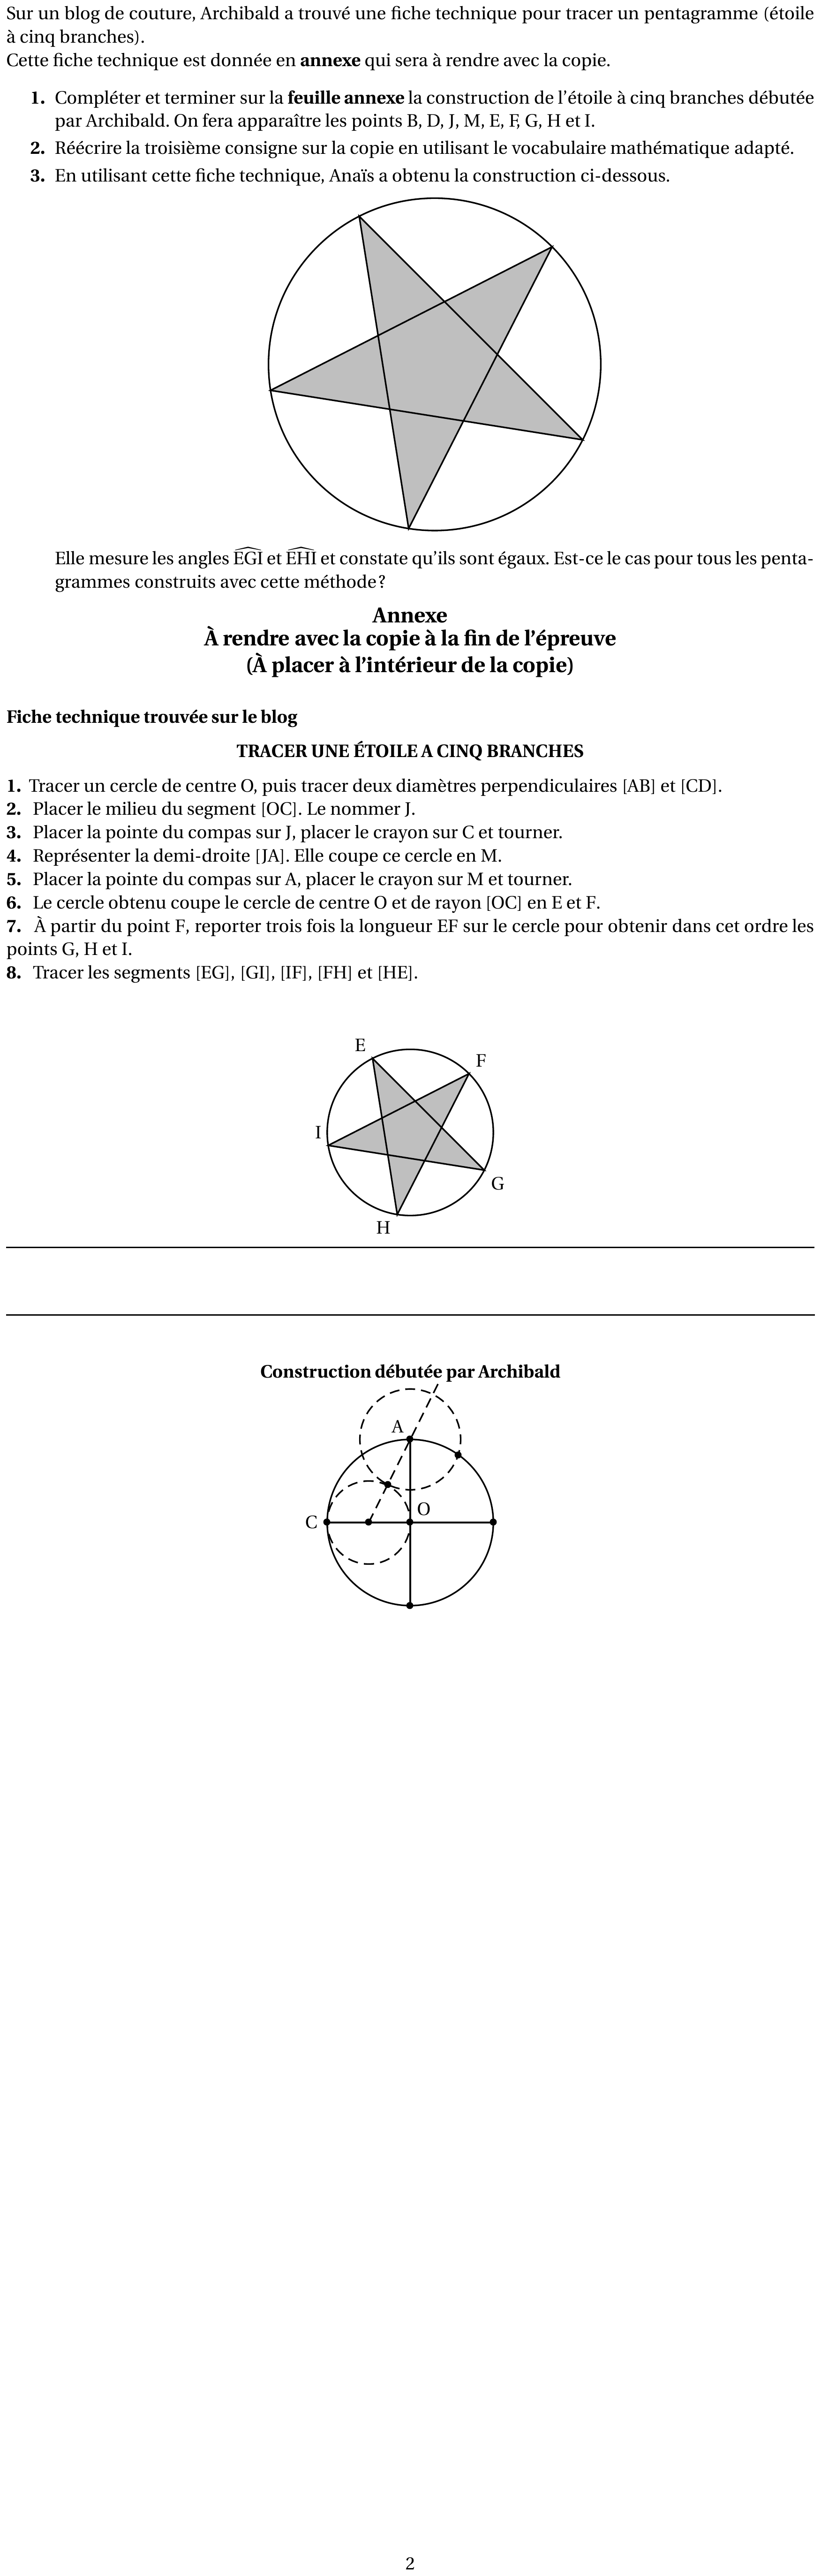 Sur un blog de couture, Archibald a trouvé une fiche technique pour tracer un pentagramme (étoile
à cinq branches).
Cette fiche technique est donnée en annexe qui sera à rendre avec la copie.
1. Compléter et terminer sur la feuille annexe la construction de l'étoile à cinq branches débutée
par Archibald. On fera apparaître les points B, D, J, M, E, F, G, H et I.
2. Réécrire la troisième consigne sur la copie en utilisant le vocabulaire mathématique adapté.
3. En utilisant cette fiche technique, Anaïs a obtenu la construction ci-dessous.
Elle mesure les angles EGI et EHI et constate qu'ils sont égaux. Est-ce le cas pour tous les penta-
grammes construits avec cette méthode ?
Annexe
À rendre avec la copie à la fin de l'épreuve
(À placer à l'intérieur de la copie)
Fiche technique trouvée sur le blog
TRACER UNE ÉTOILE A CINQ BRANCHES
1. Tracer un cercle de centre O, puis tracer deux diamètres perpendiculaires [AB] et [CD].
2. Placer le milieu du segment [OC]. Le nommer J.
3. Placer la pointe du compas sur J, placer le crayon sur C et tourner.
4. Représenter la demi-droite [JA]. Elle coupe ce cercle en M.
5. Placer la pointe du compas sur A, placer le crayon sur M et tourner.
6. Le cercle obtenu coupe le cercle de centre O et de rayon [OC] en E et F.
7. À partir du point F, reporter trois fois la longueur EF sur le cercle pour obtenir dans cet ordre les
points G, H et I.
8. Tracer les segments [EG], [GI], [IF], [FH] et [HE].
E
F
I
G
H
Construction débutée par Archibald
A
O
C
2